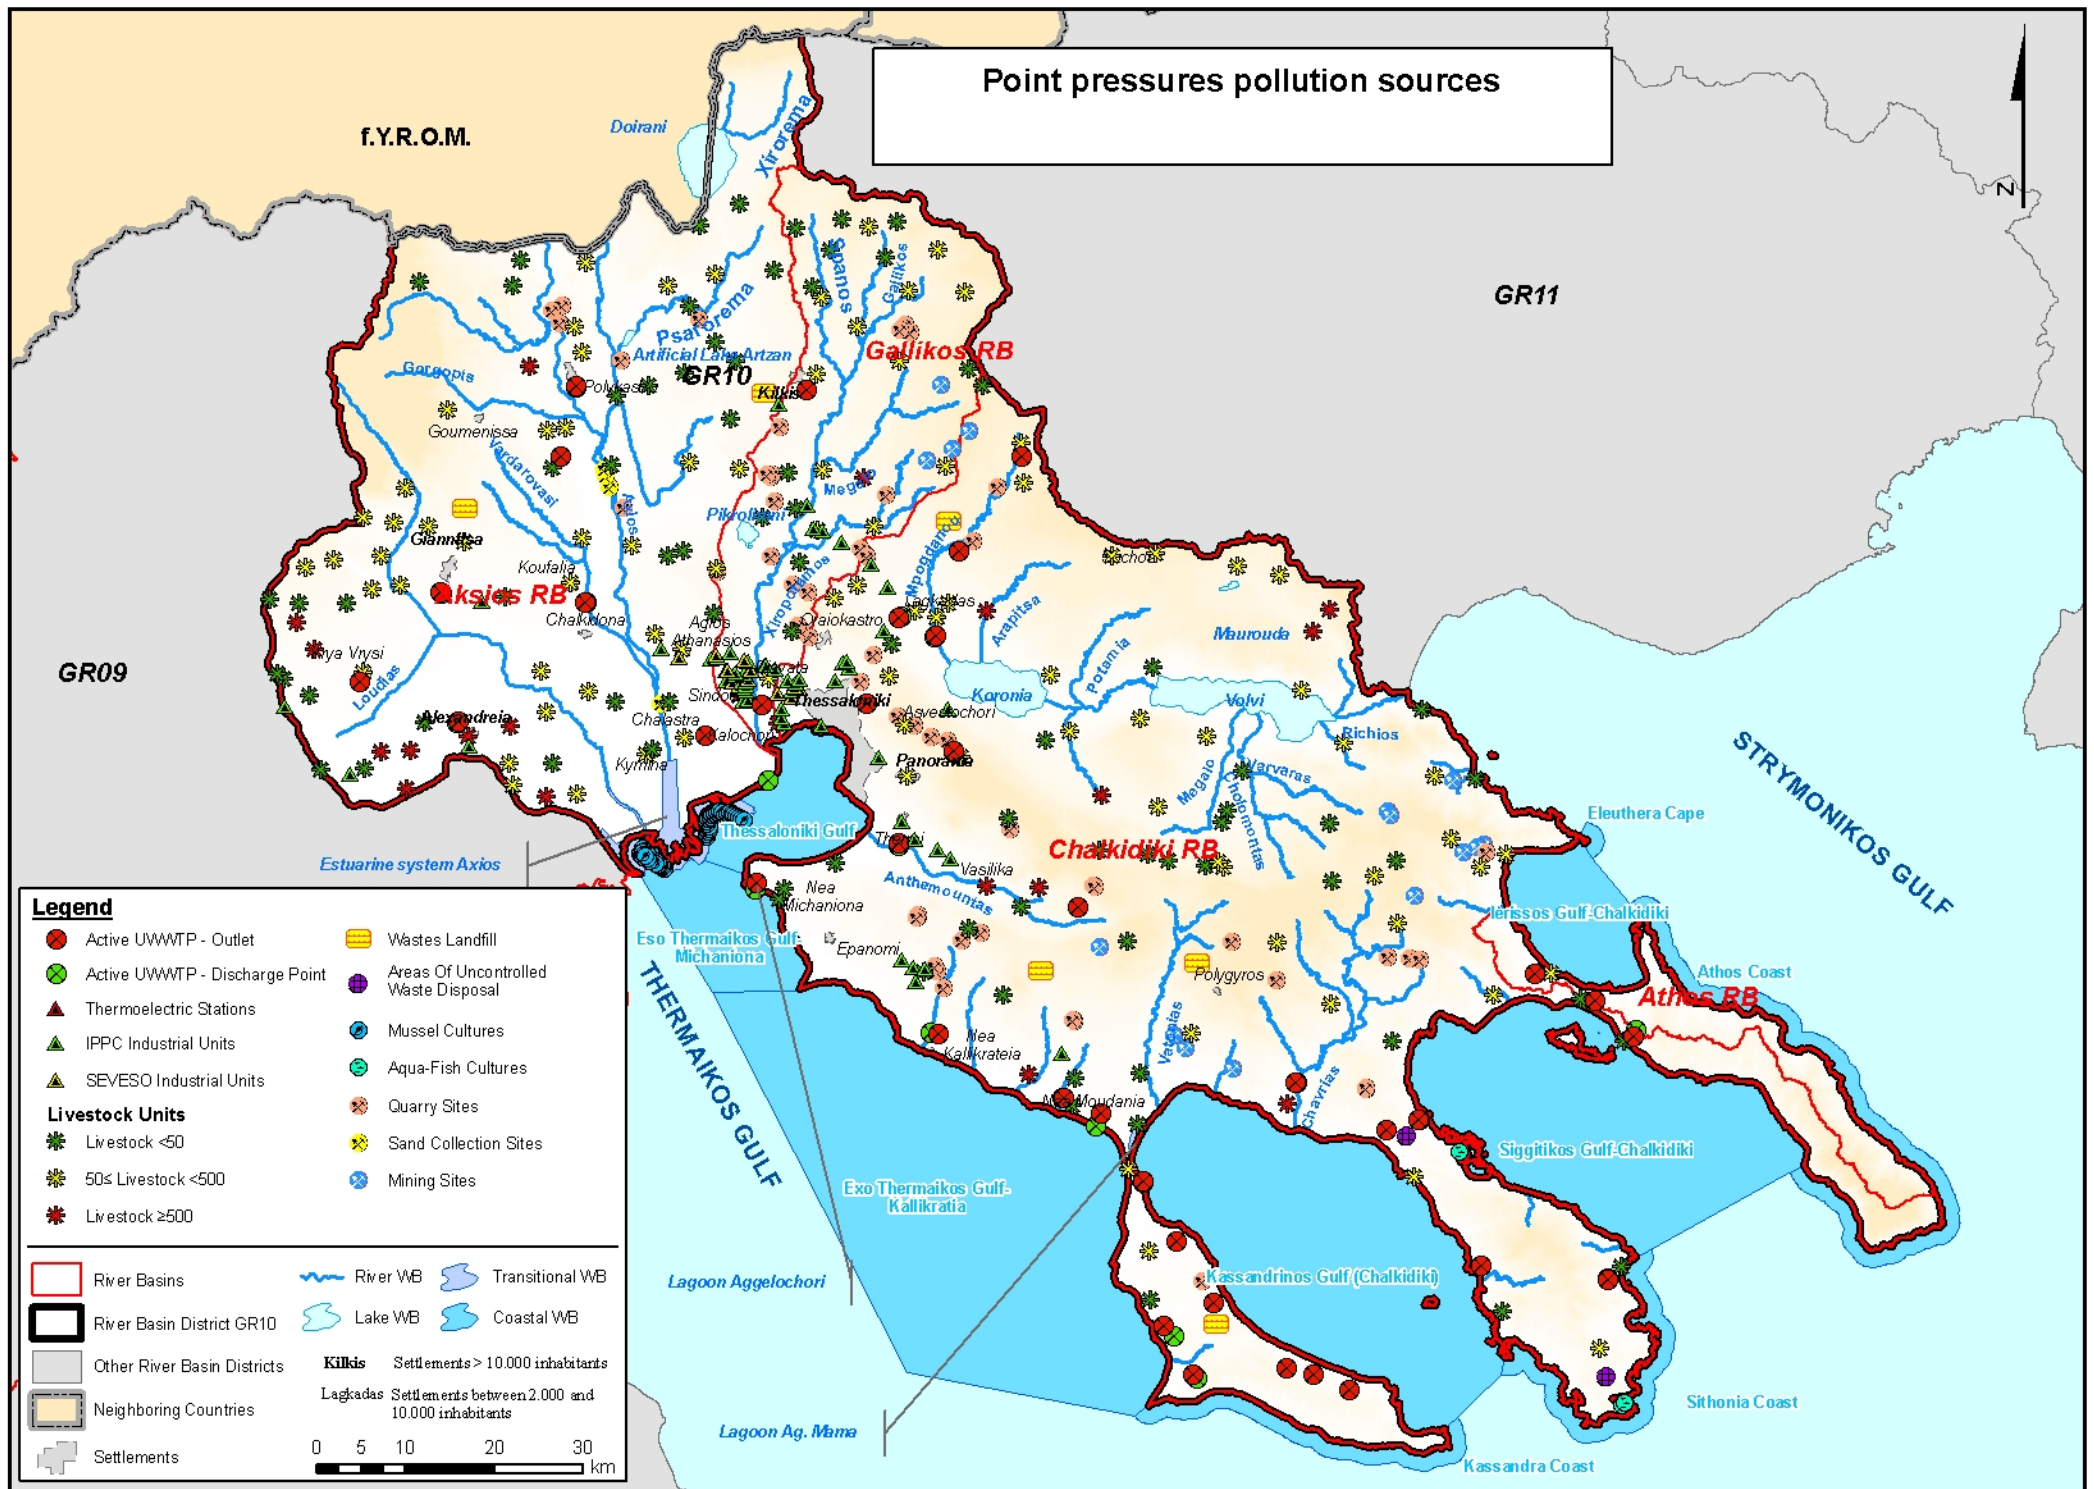 Point pressures pollution sources
f.Y.R.O.M.
Doirani
Xirorema
N
GR11
Spanos
Gallikos
Psarorema
Artificial Lake Artzan
GR10
Gallikos RB
Gorgopis
Kilkis
Goumenissa
Vardarovasi
Axios
Megalo
Pikrolimni
Giannitsa
Koufalia
Aksios RB
Chalkidona
Xiropotamos
Mpogdanou
Lagkadas
Arapitsa
Agios
Athanasios
Oraiokastro
Maurouda
Potamia
GR09
Krya Vrysi
Loudias
Sindos
Koronia
Volvi
Thessaloniki
Asvestochori
Alexandreia
Chalastra
Kalochori
Richios
Kymina
Panorama
Megalo
Varvaras
Cholomontas
STRYMONIKOS GULF
Eleuthera Cape
Thessaloniki Gulf
Thermi
Chalkidiki RB
Estuarine system Axios
Vasilika
Anthemountas
Nea
Michaniona
Ierissos Gulf-Chalkidiki
Eso Thermaikos Gulf-
Michaniona
Epanomi
Polygyros
Athos Coast
Athos RB
THERMAIKOS GULF
Nea
Kallikrateia
Vatonias
Chavrias
Nea Moudania
Siggitikos Gulf-Chalkidiki
Exo Thermaikos Gulf-
Kallikratia
Lagoon Aggelochori
Kassandrinos Gulf (Chalkidiki)
Lagoon Ag. Mama
Sithonia Coast
Kassandra Coast
Legend
Active UWWTP - Outlet
Active UWWTP - Discharge Point
Thermoelectric Stations
IPPC Industrial Units
SEVESO Industrial Units
Livestock Units
Livestock <50
50≤ Livestock <500
Livestock ≥500
Wastes Landfill
Areas Of Uncontrolled
Waste Disposal
Mussel Cultures
Aqua-Fish Cultures
Quarry Sites
Sand Collection Sites
Mining Sites
River Basins
River Basin District GR10
Other River Basin Districts
Neighboring Countries
Settlements
River WB
Transitional WB
Lake WB
Coastal WB
Kilkis Settlements > 10.000 inhabitants
Lagkadas Settlements between 2.000 and
10.000 inhabitants
0 5 10 20 30
km